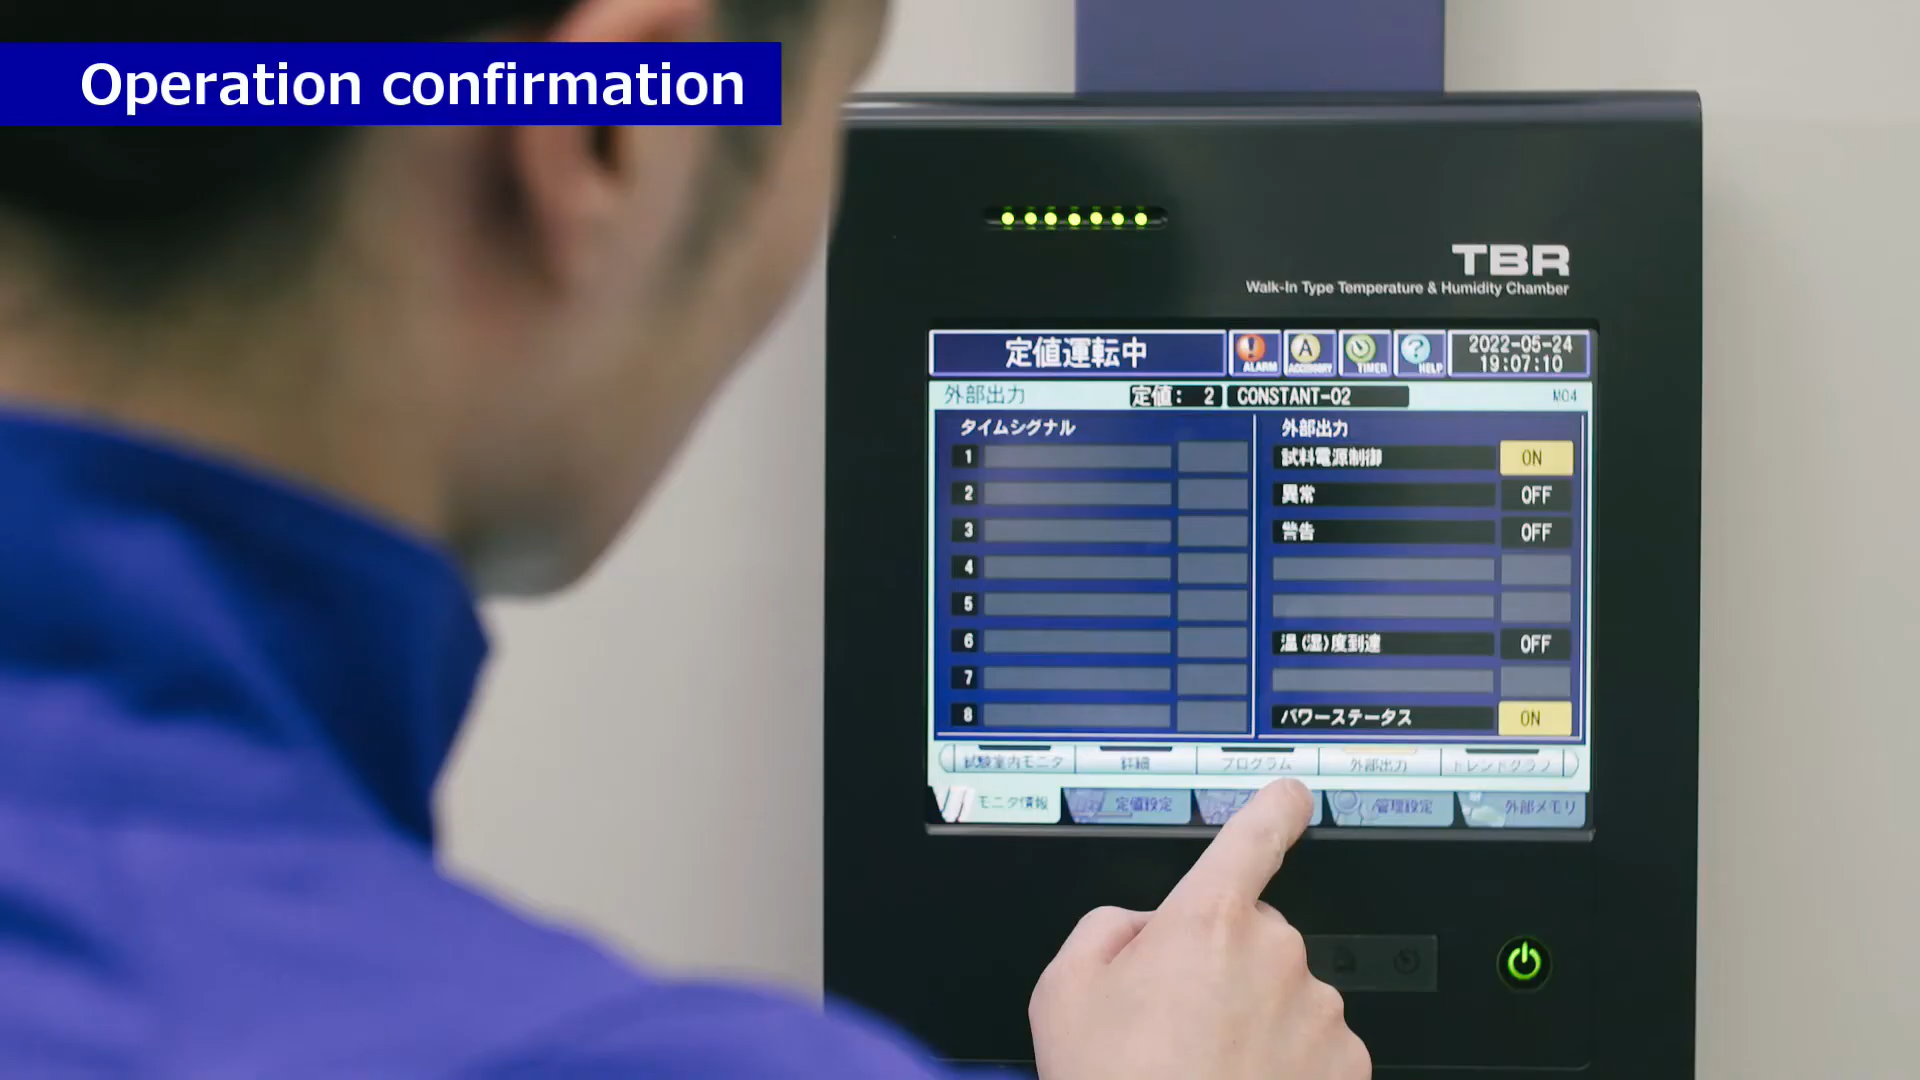 Operation confirmation
TBR
Walk-In Type Temperature & Humidity Chamber
定値運転中
ALARM
ACCESSORY
TIMER
HELP
2022-05-24
19:07:10
外部出力
定値: 2 CONSTANT-02
M04
タイムシグナル
1
2
3
4
5
6
7
8
外部出力
試料電源制御 ON
異常 OFF
警告 OFF
温(湿)度到達 OFF
パワーステータス ON
試験室内モニタ 詳細 プログラム 外部出力 トレンドグラフ
モニタ情報 定値設定 管理設定 外部メモリ